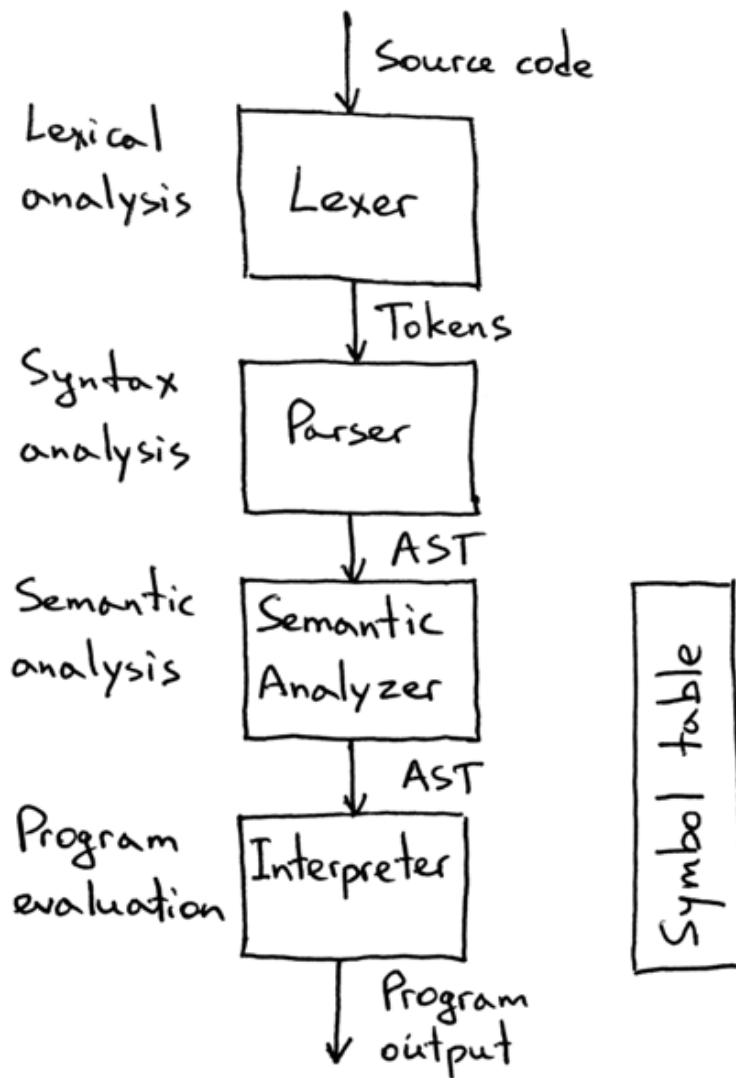 Source code
Lexical
analysis
Lexer
Tokens
Syntax
analysis
Parser
AST
Semantic
analysis
Semantic
Analyzer
AST
Program
evaluation
Interpreter
Program
output
Symbol table